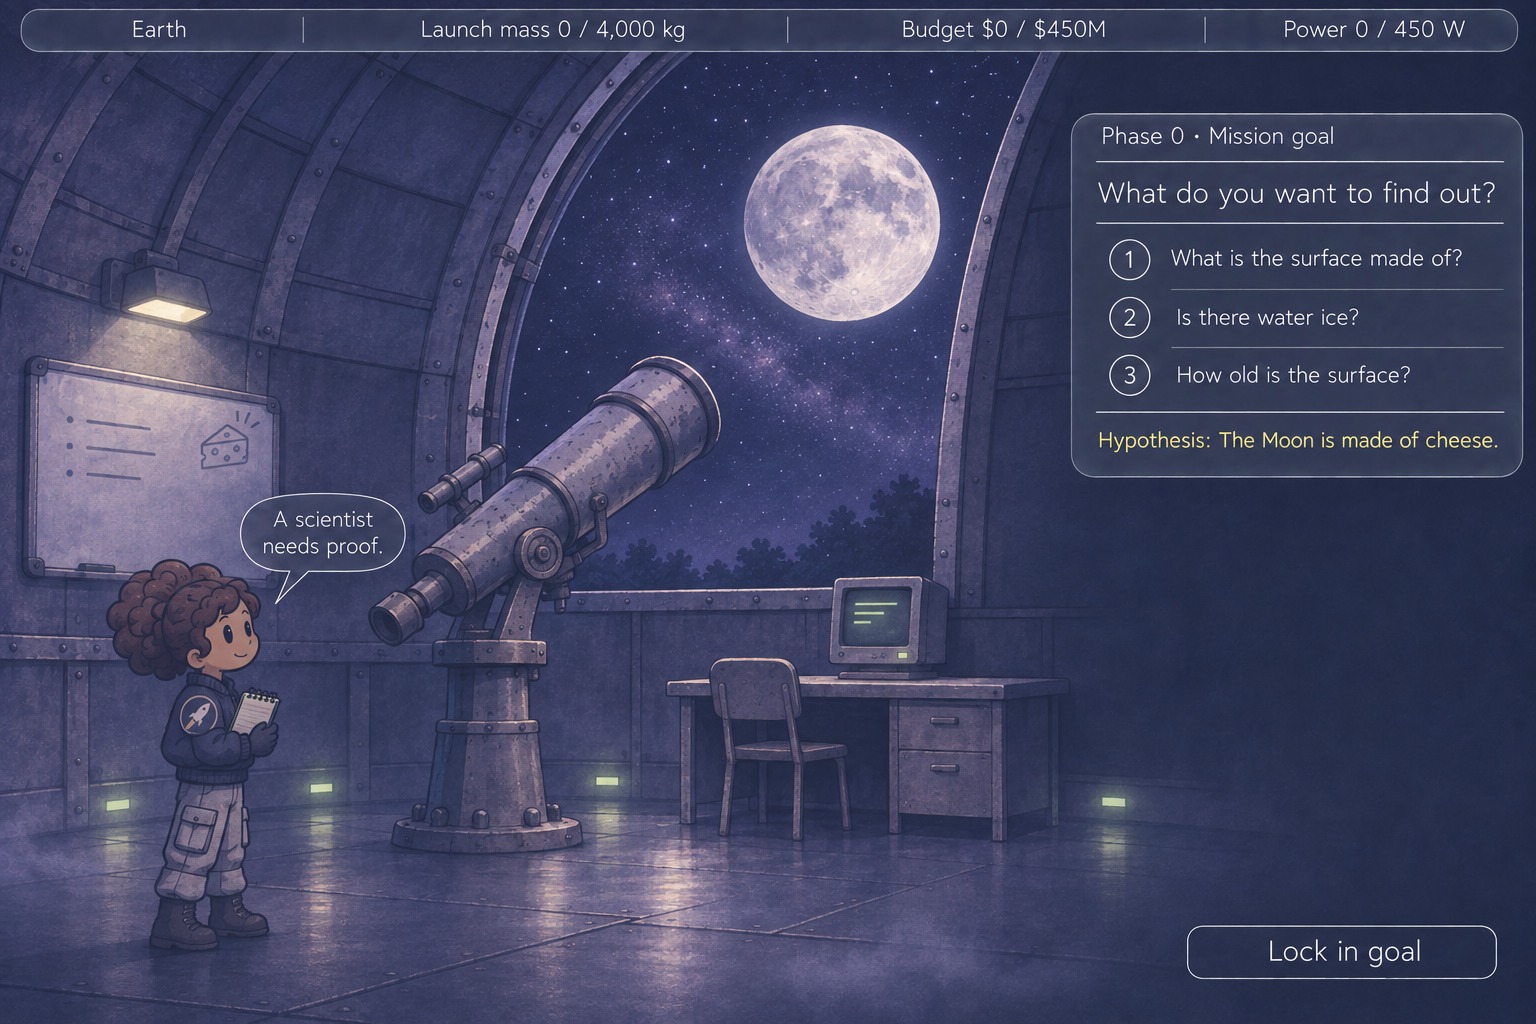 Earth
Launch mass 0 / 4,000 kg
Budget $0 / $450M
Power 0 / 450 W
Phase 0 • Mission goal
What do you want to find out?
1 What is the surface made of?
2 Is there water ice?
3 How old is the surface?
Hypothesis: The Moon is made of cheese.
A scientist
needs proof.
Lock in goal